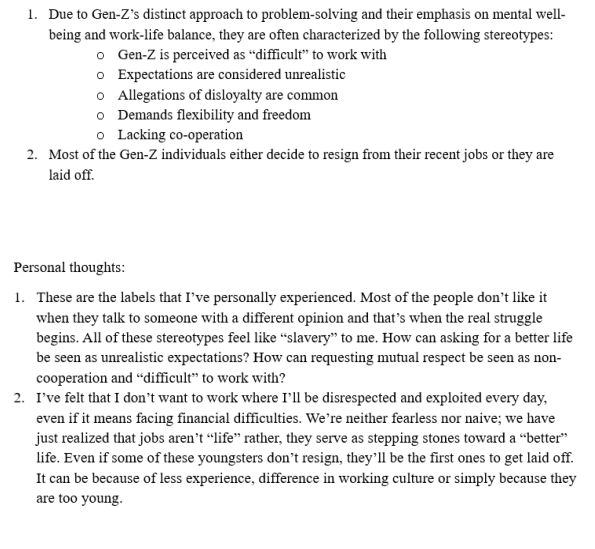 1. Due to Gen-Z’s distinct approach to problem-solving and their emphasis on mental well-
being and work-life balance, they are often characterized by the following stereotypes:
o Gen-Z is perceived as “difficult” to work with
o Expectations are considered unrealistic
o Allegations of disloyalty are common
o Demands flexibility and freedom
o Lacking co-operation
2. Most of the Gen-Z individuals either decide to resign from their recent jobs or they are
laid off.
Personal thoughts:
1. These are the labels that I’ve personally experienced. Most of the people don’t like it
when they talk to someone with a different opinion and that’s when the real struggle
begins. All of these stereotypes feel like “slavery” to me. How can asking for a better life
be seen as unrealistic expectations? How can requesting mutual respect be seen as non-
cooperation and “difficult” to work with?
2. I’ve felt that I don’t want to work where I’ll be disrespected and exploited every day,
even if it means facing financial difficulties. We’re neither fearless nor naive; we have
just realized that jobs aren’t “life” rather, they serve as stepping stones toward a “better”
life. Even if some of these youngsters don’t resign, they’ll be the first ones to get laid off.
It can be because of less experience, difference in working culture or simply because they
are too young.